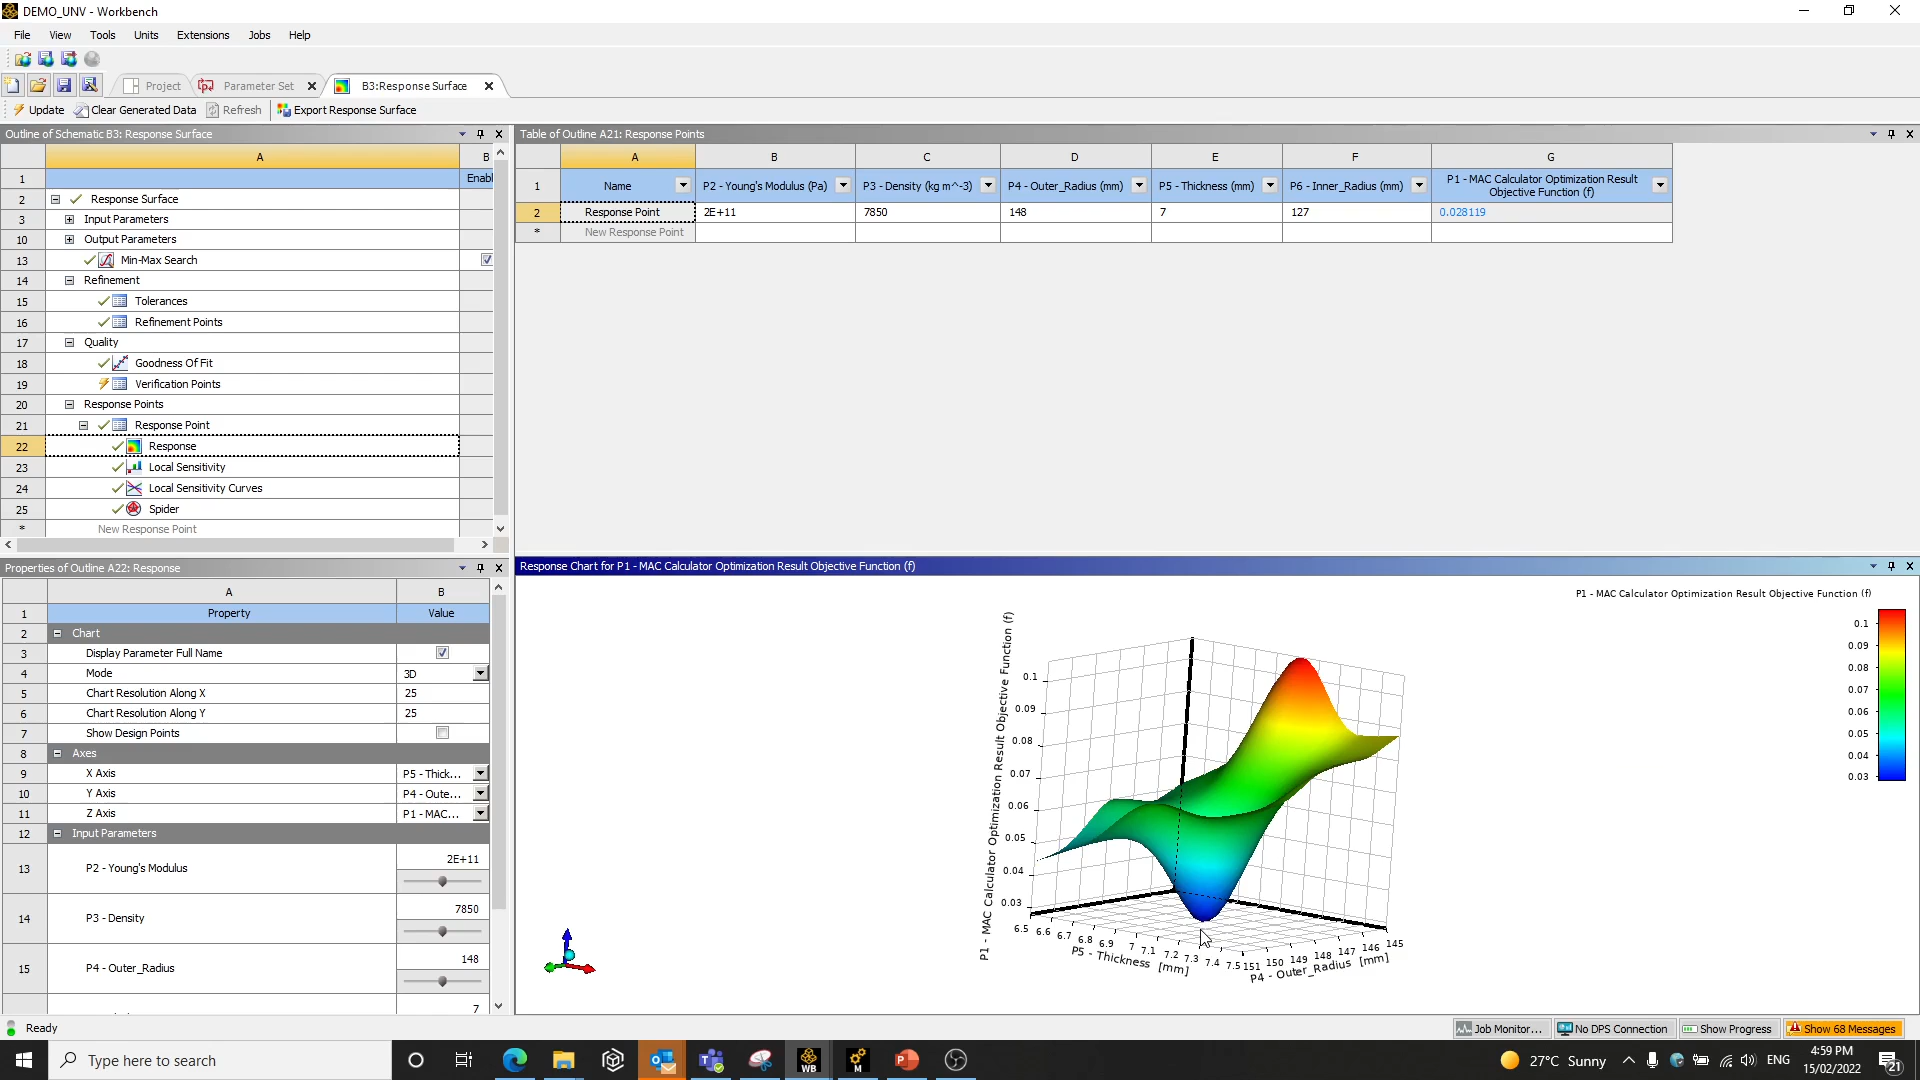 DEMO_UNV - Workbench
File View Tools Units Extensions Jobs Help
Project Parameter Set B3:Response Surface
Update Clear Generated Data Refresh Export Response Surface
Outline of Schematic B3: Response Surface
A B
1 Enabl
2 Response Surface
3 Input Parameters
10 Output Parameters
13 Min-Max Search
14 Refinement
15 Tolerances
16 Refinement Points
17 Quality
18 Goodness Of Fit
19 Verification Points
20 Response Points
21 Response Point
22 Response
23 Local Sensitivity
24 Local Sensitivity Curves
25 Spider
* New Response Point
Table of Outline A21: Response Points
A B C D E F G
1 Name P2 - Young's Modulus (Pa) P3 - Density (kg m^-3) P4 - Outer_Radius (mm) P5 - Thickness (mm) P6 - Inner_Radius (mm) P1 - MAC Calculator Optimization Result
Objective Function (f)
2 Response Point 2E+11 7850 148 7 127 0.028119
* New Response Point
Properties of Outline A22: Response
A B
1 Property Value
2 Chart
3 Display Parameter Full Name
4 Mode 3D
5 Chart Resolution Along X 25
6 Chart Resolution Along Y 25
7 Show Design Points
8 Axes
9 X Axis P5 - Thick...
10 Y Axis P4 - Oute...
11 Z Axis P1 - MAC...
12 Input Parameters
13 P2 - Young's Modulus 2E+11
14 P3 - Density 7850
15 P4 - Outer_Radius 148
7
Response Chart for P1 - MAC Calculator Optimization Result Objective Function (f)
P1 - MAC Calculator Optimization Result Objective Function (f)
0.1
0.09
0.08
0.07
0.06
0.05
0.04
0.03
P1 - MAC Calculator Optimization Result Objective Function (f)
0.1
0.09
0.08
0.07
0.06
0.05
0.04
0.03
6.5 6.6 6.7 6.8 6.9 7 7.1 7.2 7.3 7.4 7.5
P5 - Thickness [mm]
151 150 149 148 147 146 145
P4 - Outer_Radius [mm]
Ready
Job Monitor... No DPS Connection Show Progress Show 68 Messages
Type here to search
WB
M
27°C Sunny
ENG
4:59 PM
15/02/2022
21